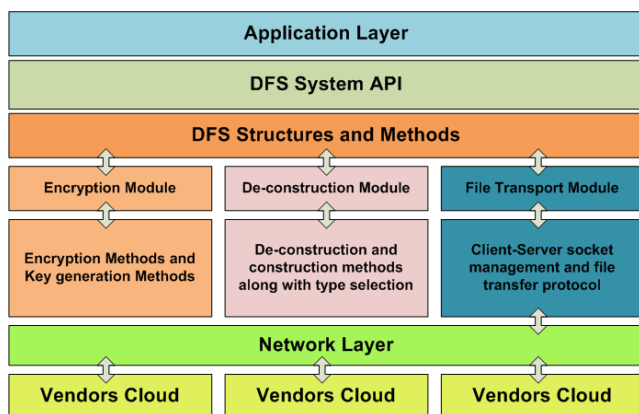 Application Layer
DFS System API
DFS Structures and Methods
Encryption Module
De-construction Module
File Transport Module
Encryption Methods and
Key generation Methods
De-construction and
construction methods
along with type selection
Client-Server socket
management and file
transfer protocol
Network Layer
Vendors Cloud
Vendors Cloud
Vendors Cloud